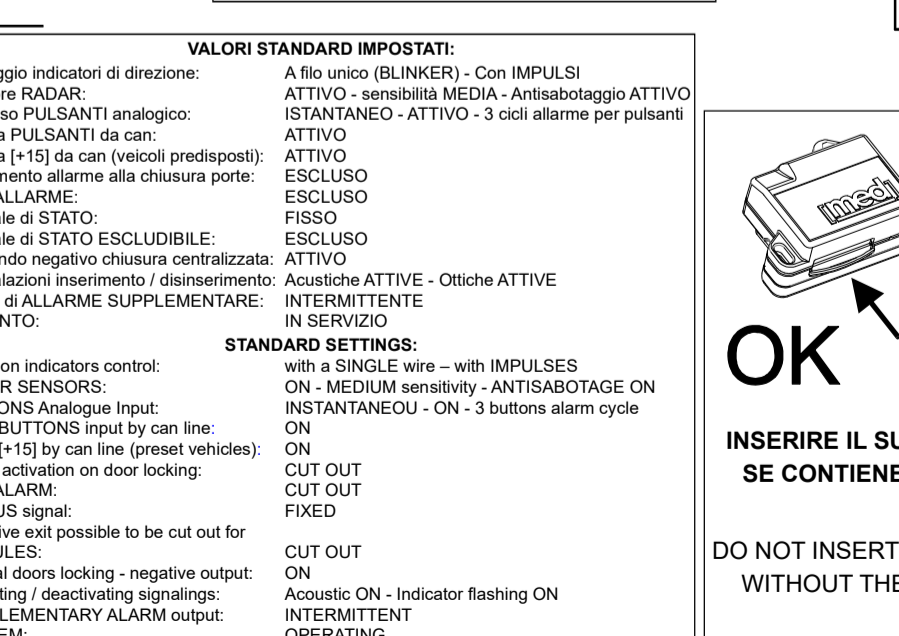 VALORI STANDARD IMPOSTATI:
ggio indicatori di direzione: A filo unico (BLINKER) - Con IMPULSI
re RADAR: ATTIVO - sensibilità MEDIA - Antisabotaggio ATTIVO
so PULSANTI analogico: ISTANTANEO - ATTIVO - 3 cicli allarme per pulsanti
a PULSANTI da can: ATTIVO
a [+15] da can (veicoli predisposti): ATTIVO
mento allarme alla chiusura porte: ESCLUSO
ALLARME: ESCLUSO
le di STATO: FISSO
le di STATO ESCLUDIBILE: ESCLUSO
ndo negativo chiusura centralizzata: ATTIVO
alazioni inserimento / disinserimento: Acustiche ATTIVE - Ottiche ATTIVE
di ALLARME SUPPLEMENTARE: INTERMITTENTE
NTO: IN SERVIZIO
STANDARD SETTINGS:
on indicators control: with a SINGLE wire – with IMPULSES
R SENSORS: ON - MEDIUM sensitivity - ANTISABOTAGE ON
ONS Analogue Input: INSTANTANEOU - ON - 3 buttons alarm cycle
BUTTONS input by can line: ON
[+15] by can line (preset vehicles): ON
activation on door locking: CUT OUT
ALARM: CUT OUT
US signal: FIXED
ive exit possible to be cut out for
ULES: CUT OUT
al doors locking - negative output: ON
ting / deactivating signalings: Acoustic ON - Indicator flashing ON
LEMENTARY ALARM output: INTERMITTENT
EM: OPERATING
med
OK
INSERIRE IL SU
SE CONTIENE
DO NOT INSERT
WITHOUT THE